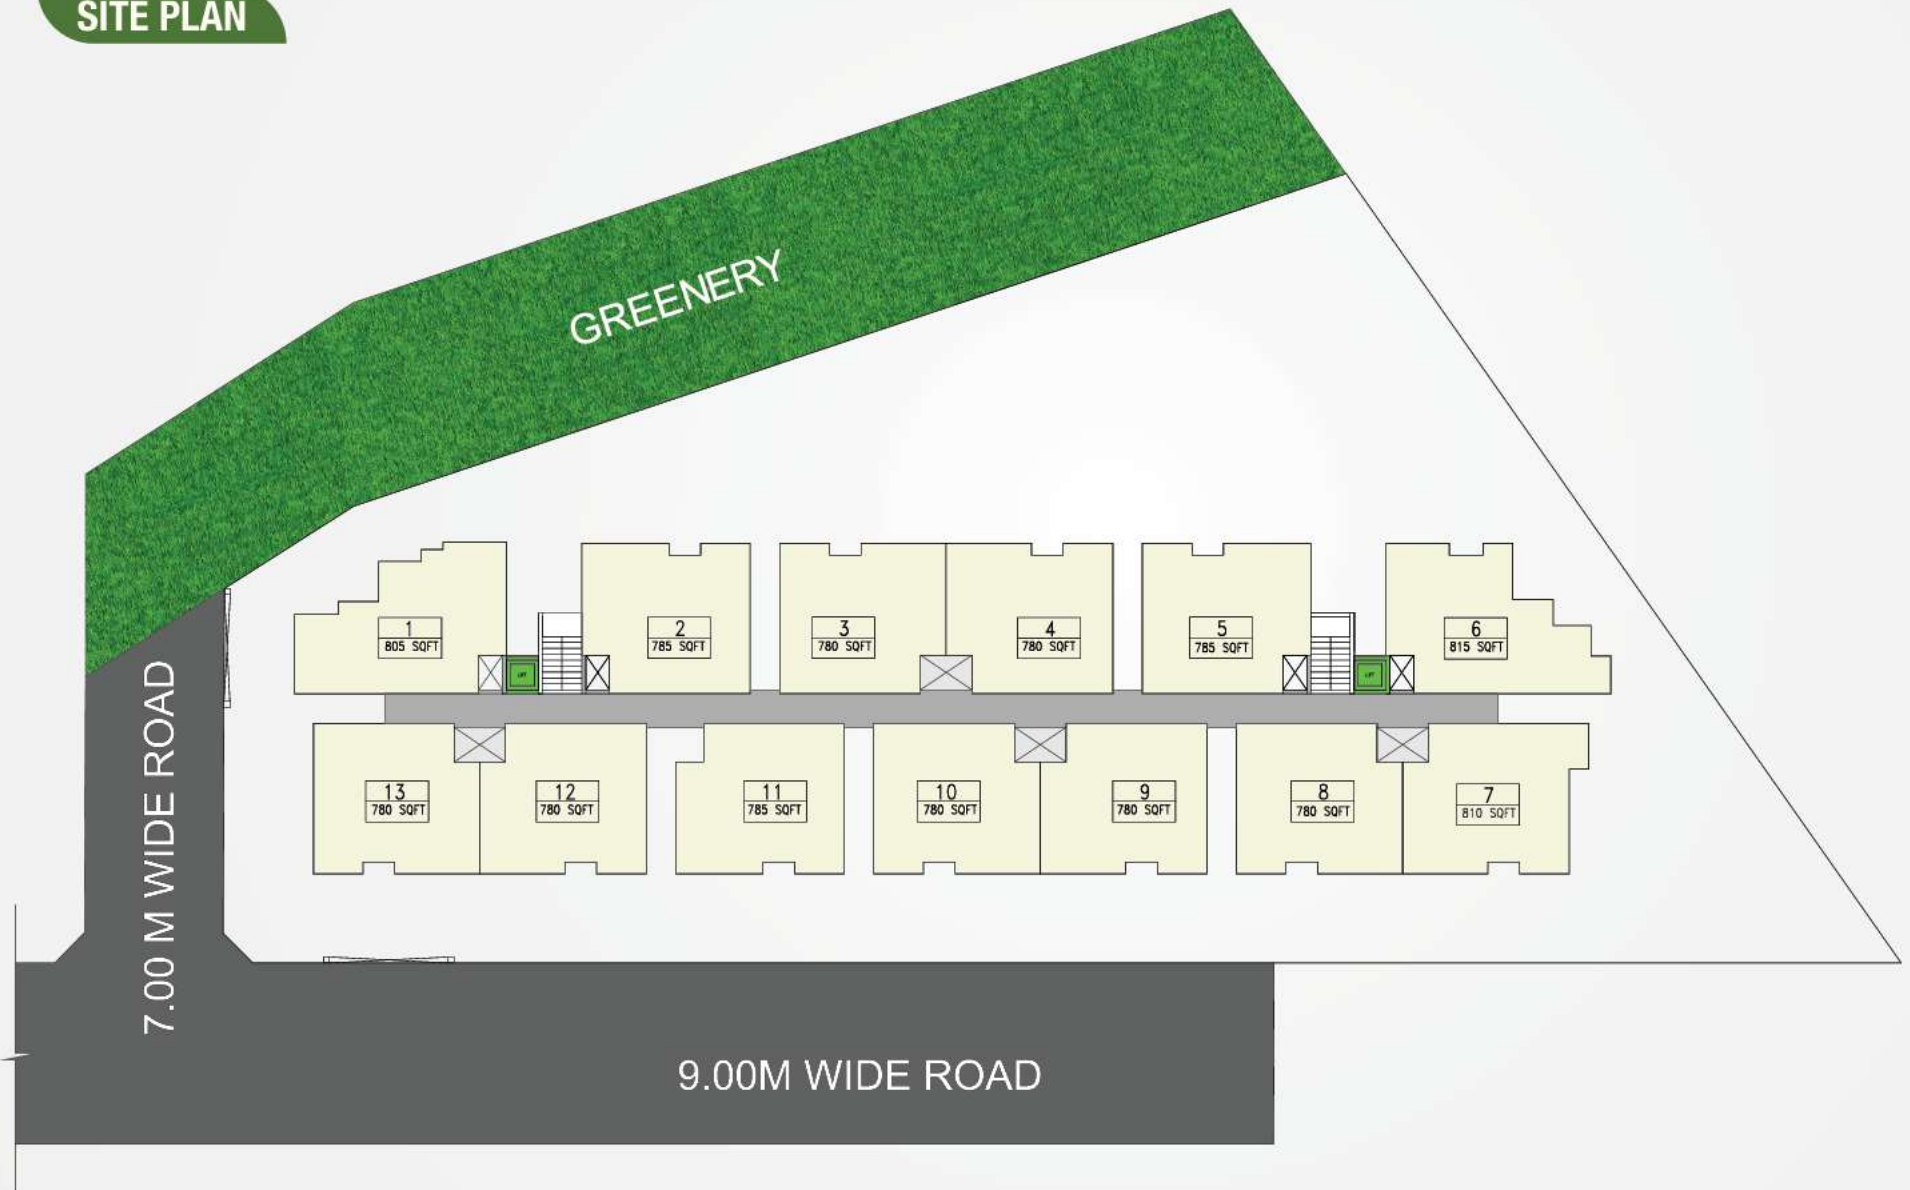 SITE PLAN
GREENERY
1
805 SQFT
2
785 SQFT
3
780 SQFT
4
780 SQFT
5
785 SQFT
6
815 SQFT
LIFT
LIFT
13
780 SQFT
12
780 SQFT
11
785 SQFT
10
780 SQFT
9
780 SQFT
8
780 SQFT
7
810 SQFT
7.00 M WIDE ROAD
9.00M WIDE ROAD